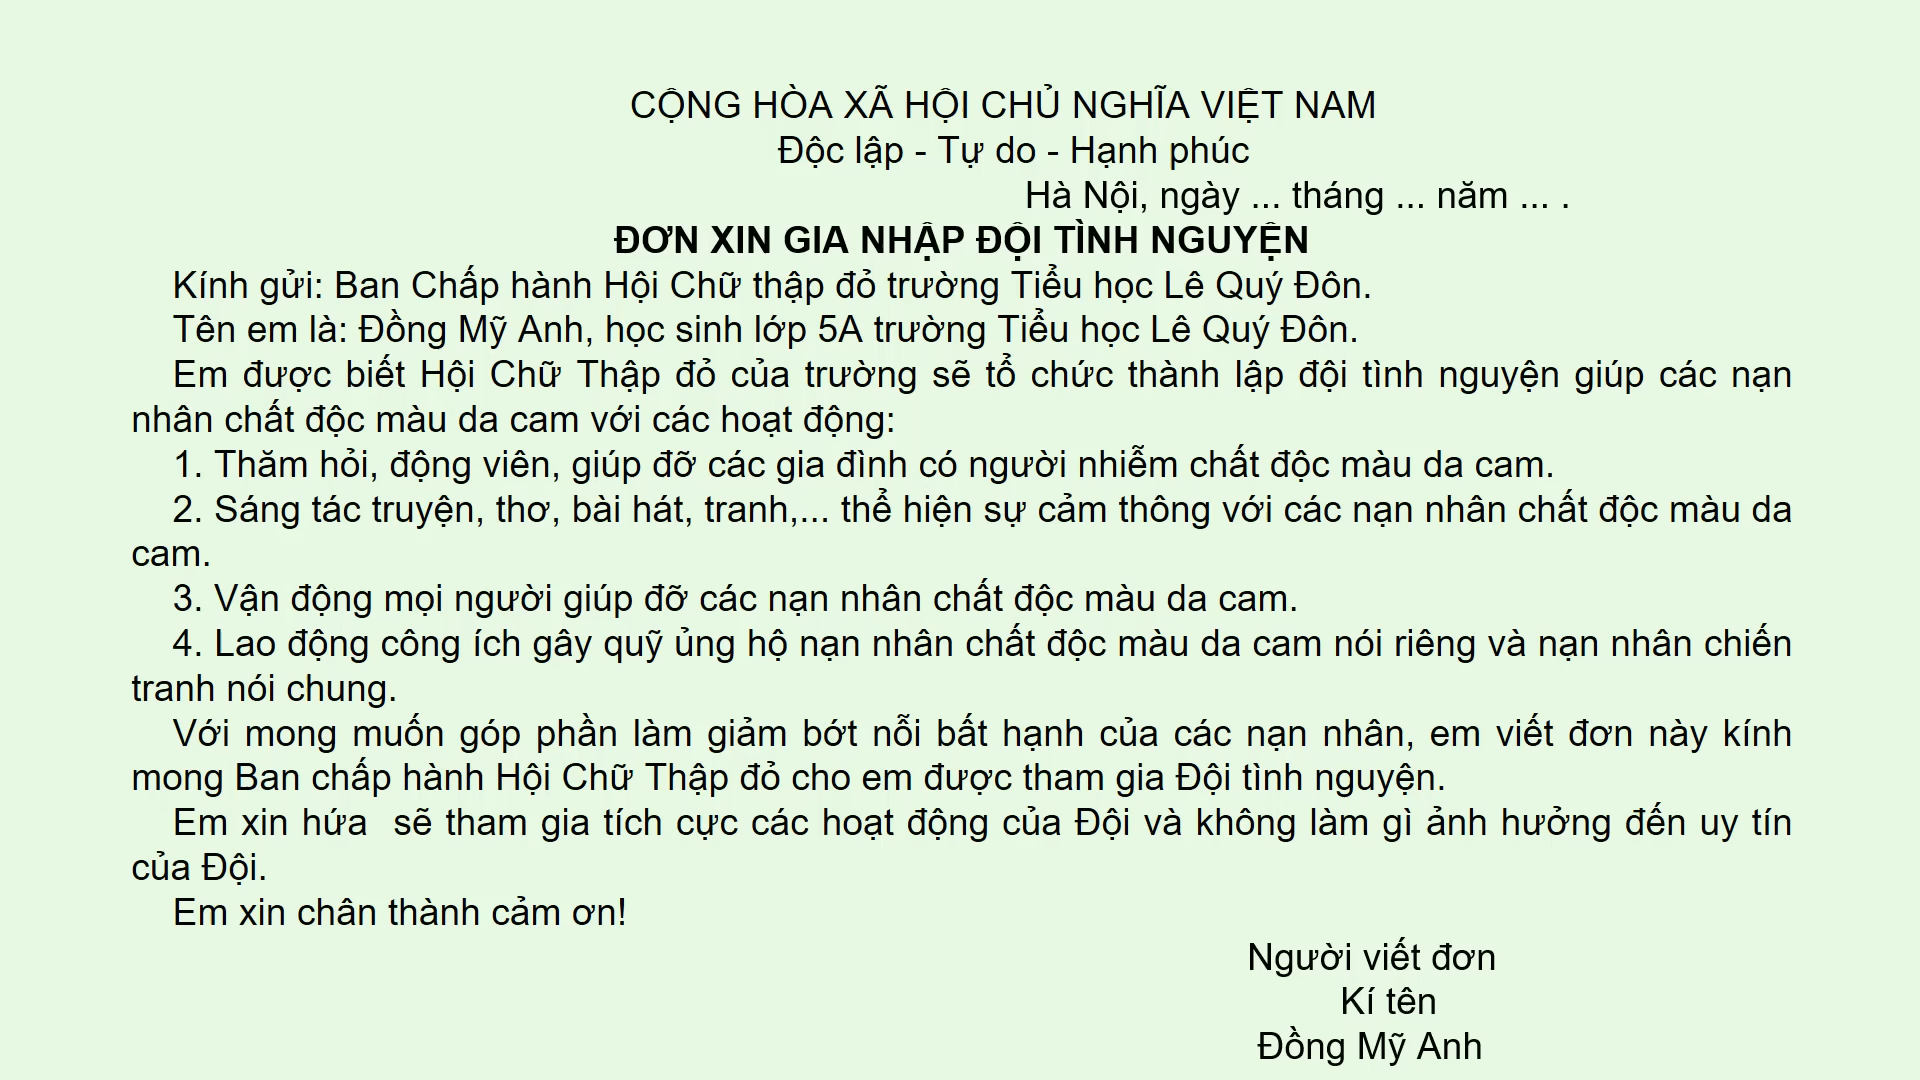 CỘNG HÒA XÃ HỘI CHỦ NGHĨA VIỆT NAM
Độc lập - Tự do - Hạnh phúc
Hà Nội, ngày ... tháng ... năm ... .
ĐƠN XIN GIA NHẬP ĐỘI TÌNH NGUYỆN
Kính gửi: Ban Chấp hành Hội Chữ thập đỏ trường Tiểu học Lê Quý Đôn.
Tên em là: Đồng Mỹ Anh, học sinh lớp 5A trường Tiểu học Lê Quý Đôn.
Em được biết Hội Chữ Thập đỏ của trường sẽ tổ chức thành lập đội tình nguyện giúp các nạn
nhân chất độc màu da cam với các hoạt động:
1. Thăm hỏi, động viên, giúp đỡ các gia đình có người nhiễm chất độc màu da cam.
2. Sáng tác truyện, thơ, bài hát, tranh,... thể hiện sự cảm thông với các nạn nhân chất độc màu da
cam.
3. Vận động mọi người giúp đỡ các nạn nhân chất độc màu da cam.
4. Lao động công ích gây quỹ ủng hộ nạn nhân chất độc màu da cam nói riêng và nạn nhân chiến
tranh nói chung.
Với mong muốn góp phần làm giảm bớt nỗi bất hạnh của các nạn nhân, em viết đơn này kính
mong Ban chấp hành Hội Chữ Thập đỏ cho em được tham gia Đội tình nguyện.
Em xin hứa  sẽ tham gia tích cực các hoạt động của Đội và không làm gì ảnh hưởng đến uy tín
của Đội.
Em xin chân thành cảm ơn!
Người viết đơn
Kí tên
Đồng Mỹ Anh